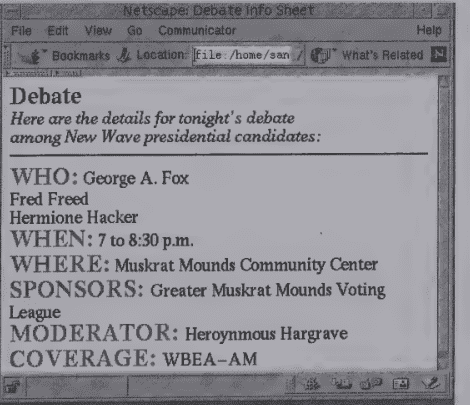 Netscape: Debate Info Sheet
File Edit View Go Communicator Help
Bookmarks Location: file:/home/san What's Related N
Debate
Here are the details for tonight's debate
among New Wave presidential candidates:
WHO: George A. Fox
Fred Freed
Hermione Hacker
WHEN: 7 to 8:30 p.m.
WHERE: Muskrat Mounds Community Center
SPONSORS: Greater Muskrat Mounds Voting
League
MODERATOR: Heroynmous Hargrave
COVERAGE: WBEA-AM